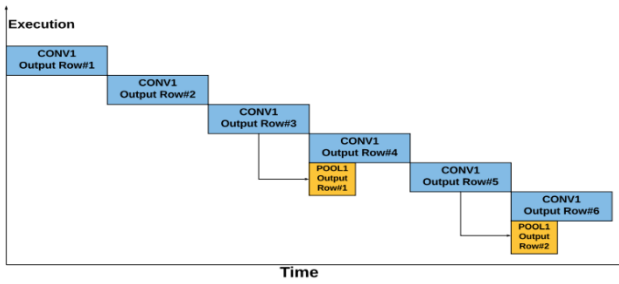 Execution
CONV1
Output Row#1
CONV1
Output Row#2
CONV1
Output Row#3
CONV1
Output Row#4
POOL1
Output
Row#1
CONV1
Output Row#5
CONV1
Output Row#6
POOL1
Output
Row#2
Time